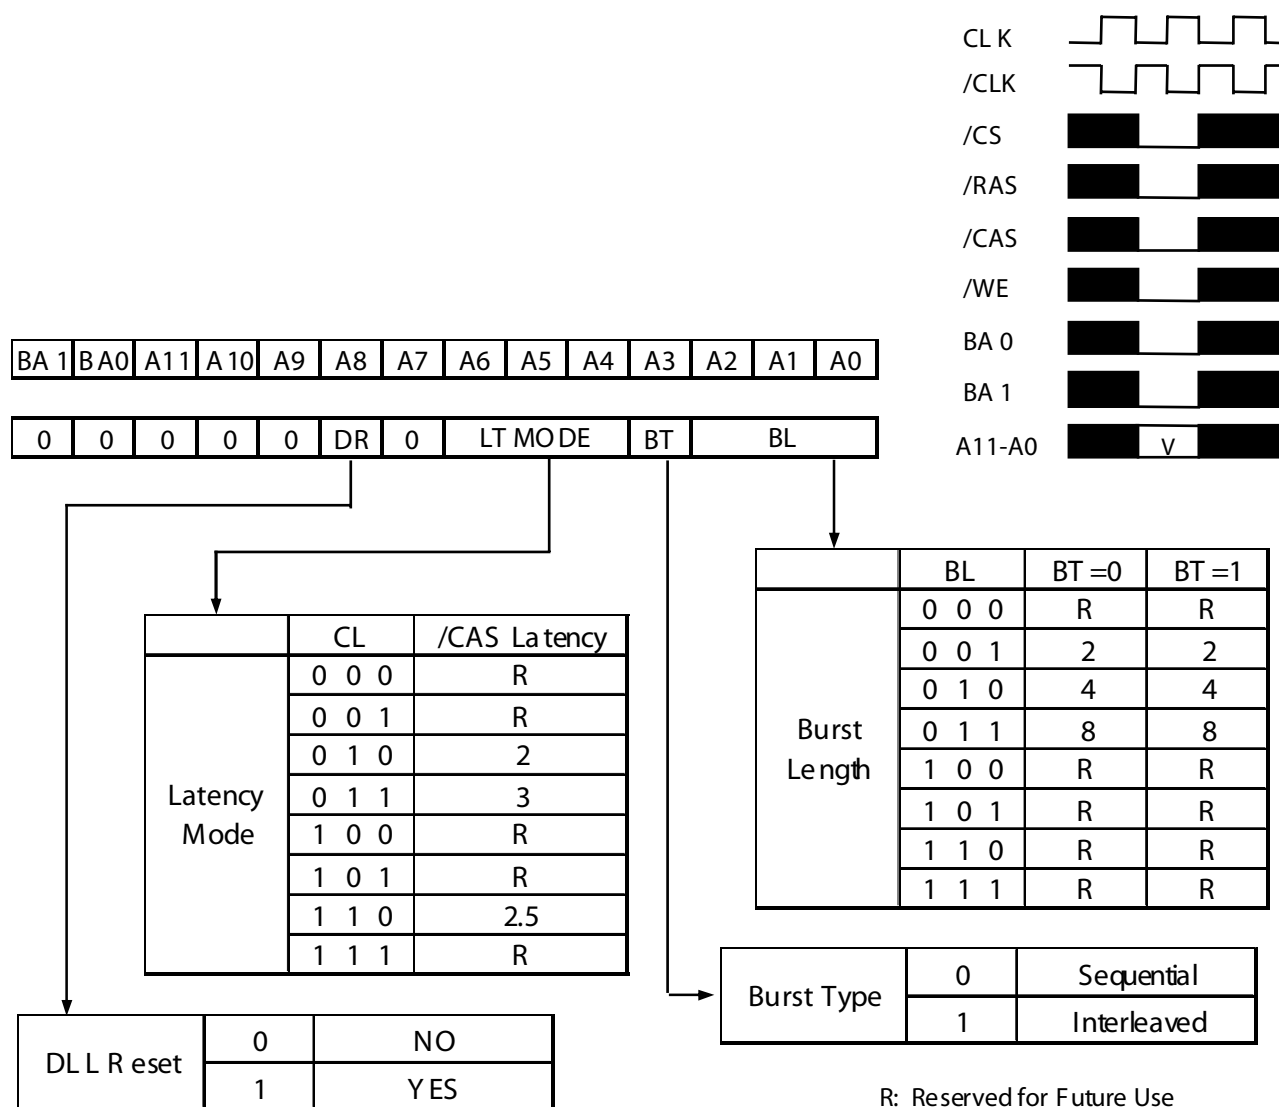 CLK
/CLK
/CS
/RAS
/CAS
/WE
BA 0
BA 1
A11-A0 V
BA 1 BA0 A11 A10 A9 A8 A7 A6 A5 A4 A3 A2 A1 A0
0 0 0 0 0 DR 0 LT MODE BT BL
BL BT =0 BT =1
Burst Length
0 0 0 R R
0 0 1 2 2
0 1 0 4 4
0 1 1 8 8
1 0 0 R R
1 0 1 R R
1 1 0 R R
1 1 1 R R
CL /CAS Latency
Latency
Mode
0 0 0 R
0 0 1 R
0 1 0 2
0 1 1 3
1 0 0 R
1 0 1 R
1 1 0 2.5
1 1 1 R
Burst Type
0 Sequential
1 Interleaved
DLL Reset
0 NO
1 YES
R: Reserved for Future Use